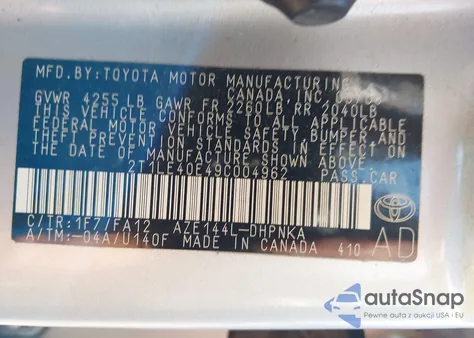 MFD.BY:TOYOTA MOTOR MANUFACTURING
CANADA, INC.
GVWR 4255 LB GAWR FR 2260LB RR 2040LB
THIS VEHICLE CONFORMS TO ALL APPLICABLE
FEDERAL MOTOR VEHICLE SAFETY, BUMPER AND
THEFT PREVENTION STANDARDS IN EFFECT ON
THE DATE OF MANUFACTURE SHOWN ABOVE.
2T1LE40E49C004962 PASS.CAR
C/TR:1F7/FA12 AZE144L-DHPNKA
A/TM:-04A/U140F MADE IN CANADA 410 AD
autoSnap
Pewne auta z aukcji USA i EU